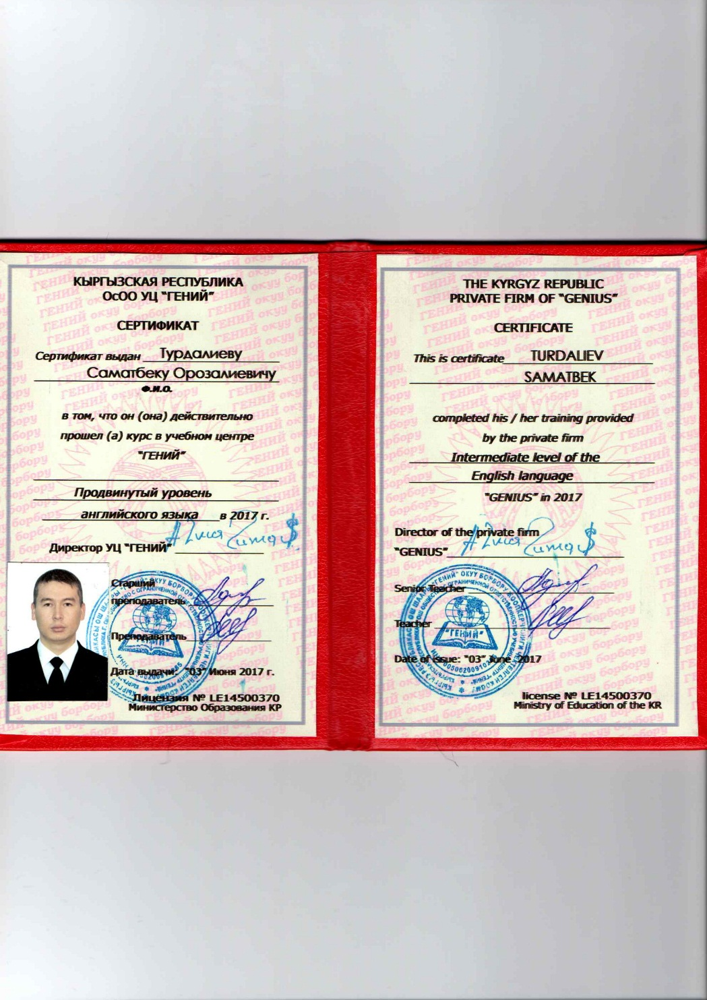 КЫРГЫЗСКАЯ РЕСПУБЛИКА
ОсОО УЦ "ГЕНИЙ"
СЕРТИФИКАТ
Сертификат выдан Турдалиеву
Саматбеку Орозалиевичу
Ф.И.О.
в том, что он (она) действительно
прошел (а) курс в учебном центре
"ГЕНИЙ"
Продвинутый уровень
английского языка в 2017 г.
Директор УЦ "ГЕНИЙ"
Старший
преподаватель
Преподаватель
Дата выдачи: "03" Июня 2017 г.
Лицензия № LE14500370
Министерство Образования КР
THE KYRGYZ REPUBLIC
PRIVATE FIRM OF "GENIUS"
CERTIFICATE
This is certificate TURDALIEV
SAMATBEK
completed his / her training provided
by the private firm
Intermediate level of the
English language
"GENIUS" in 2017
Director of the private firm
"GENIUS"
Senior Teacher
Teacher
"ГЕНИЙ"
Date of issue: "03" June 2017
license № LE14500370
Ministry of Education of the KR
ГЕНИЙ окуу борбору